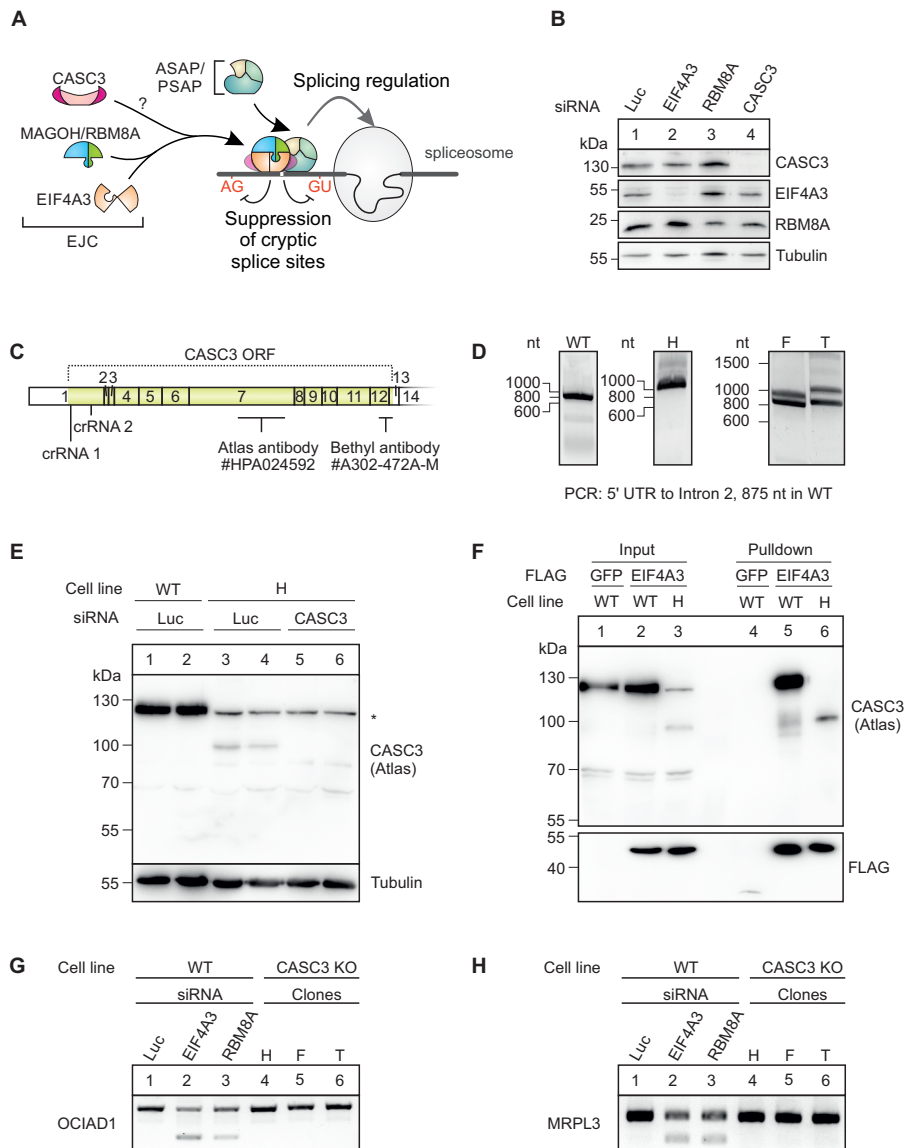 A
CASC3
?
MAGOH/RBM8A
EIF4A3
EJC
ASAP/
PSAP
Splicing regulation
spliceosome
AG
GU
Suppression
of cryptic
splice sites
B
siRNA
Luc
EIF4A3
RBM8A
CASC3
1 2 3 4
kDa
130
CASC3
55
EIF4A3
25
RBM8A
55
Tubulin
C
CASC3 ORF
1 2 3 4 5 6 7 8 9 10 11 12 13 14
crRNA 2
crRNA 1
Atlas antibody
#HPA024592
Bethyl antibody
#A302-472A-M
D
nt WT
1000
800
600
nt H
1000
800
600
nt F T
1500
1000
800
600
PCR: 5' UTR to Intron 2, 875 nt in WT
E
Cell line WT H
siRNA Luc Luc CASC3
1 2 3 4 5 6
kDa
130
*
100
CASC3
(Atlas)
70
55
55
Tubulin
F
Input Pulldown
FLAG GFP EIF4A3 GFP EIF4A3
Cell line WT WT H WT WT H
1 2 3 4 5 6
kDa
130
CASC3
(Atlas)
100
70
55
55
FLAG
40
G
Cell line WT CASC3 KO
siRNA Clones
Luc EIF4A3 RBM8A H F T
1 2 3 4 5 6
OCIAD1
H
Cell line WT CASC3 KO
siRNA Clones
Luc EIF4A3 RBM8A H F T
1 2 3 4 5 6
MRPL3